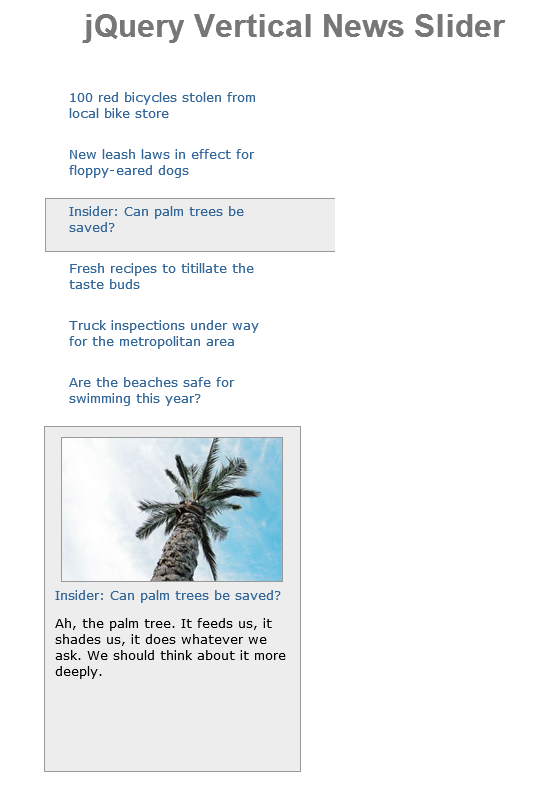 jQuery Vertical News Slider
100 red bicycles stolen from
local bike store
New leash laws in effect for
floppy-eared dogs
Insider: Can palm trees be
saved?
Fresh recipes to titillate the
taste buds
Truck inspections under way
for the metropolitan area
Are the beaches safe for
swimming this year?
Insider: Can palm trees be saved?
Ah, the palm tree. It feeds us, it
shades us, it does whatever we
ask. We should think about it more
deeply.